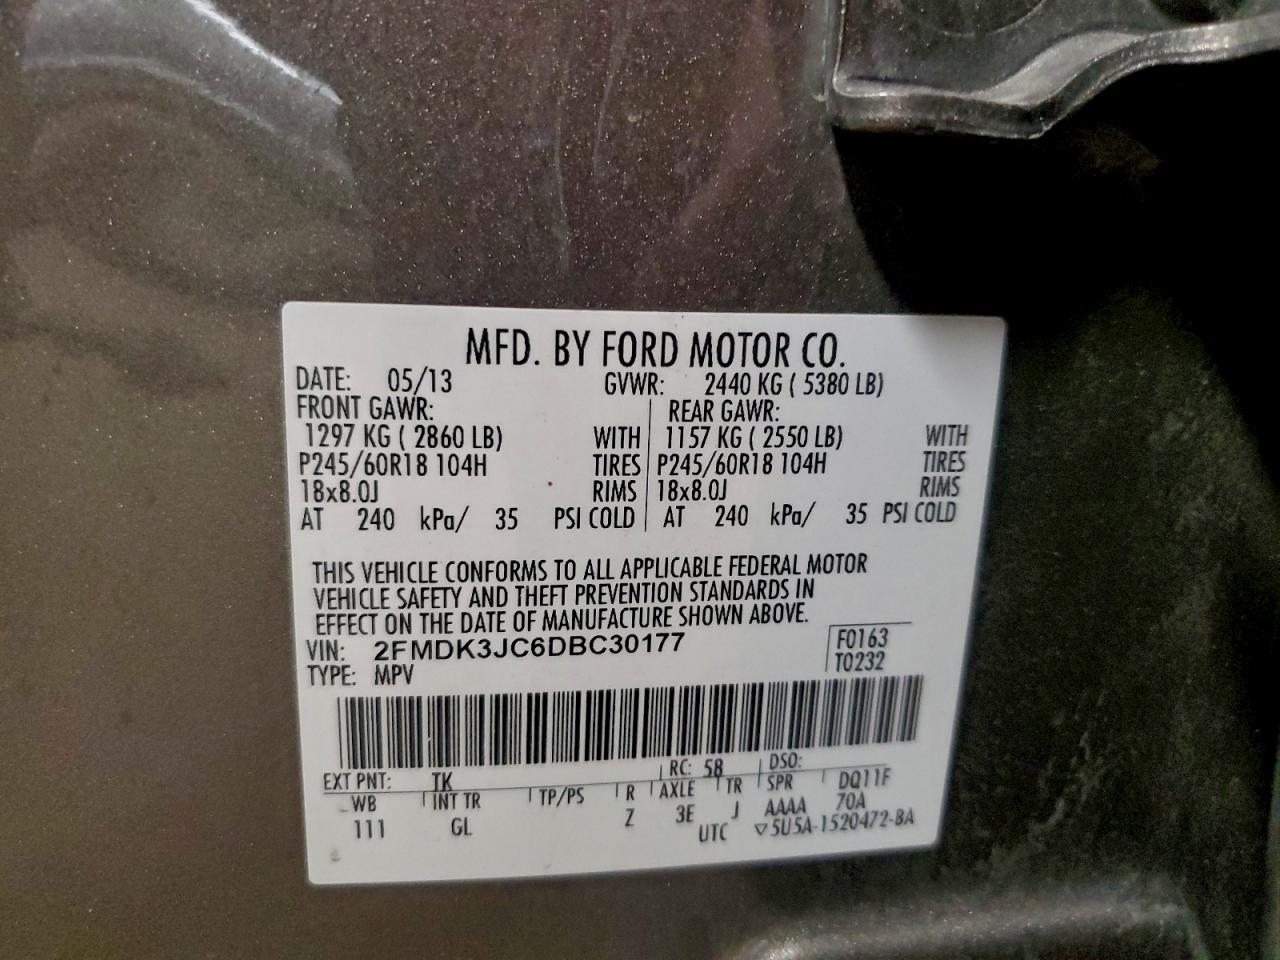 MFD. BY FORD MOTOR CO.
DATE: 05/13 GVWR: 2440 KG ( 5380 LB)
FRONT GAWR: REAR GAWR:
1297 KG ( 2860 LB) WITH 1157 KG ( 2550 LB) WITH
P245/60R18 104H TIRES P245/60R18 104H TIRES
18x8.0J RIMS 18x8.0J RIMS
AT 240 kPa/ 35 PSI COLD AT 240 kPa/ 35 PSI COLD
THIS VEHICLE CONFORMS TO ALL APPLICABLE FEDERAL MOTOR
VEHICLE SAFETY AND THEFT PREVENTION STANDARDS IN
EFFECT ON THE DATE OF MANUFACTURE SHOWN ABOVE.
VIN: 2FMDK3JC6DBC30177 F0163
TYPE: MPV T0232
EXT PNT: TK RC: 58 DSO:
WB INT TR TP/PS R AXLE TR SPR DQ11F
111 GL Z 3E J AAAA 70A
UTC ▽5U5A-1520472-BA